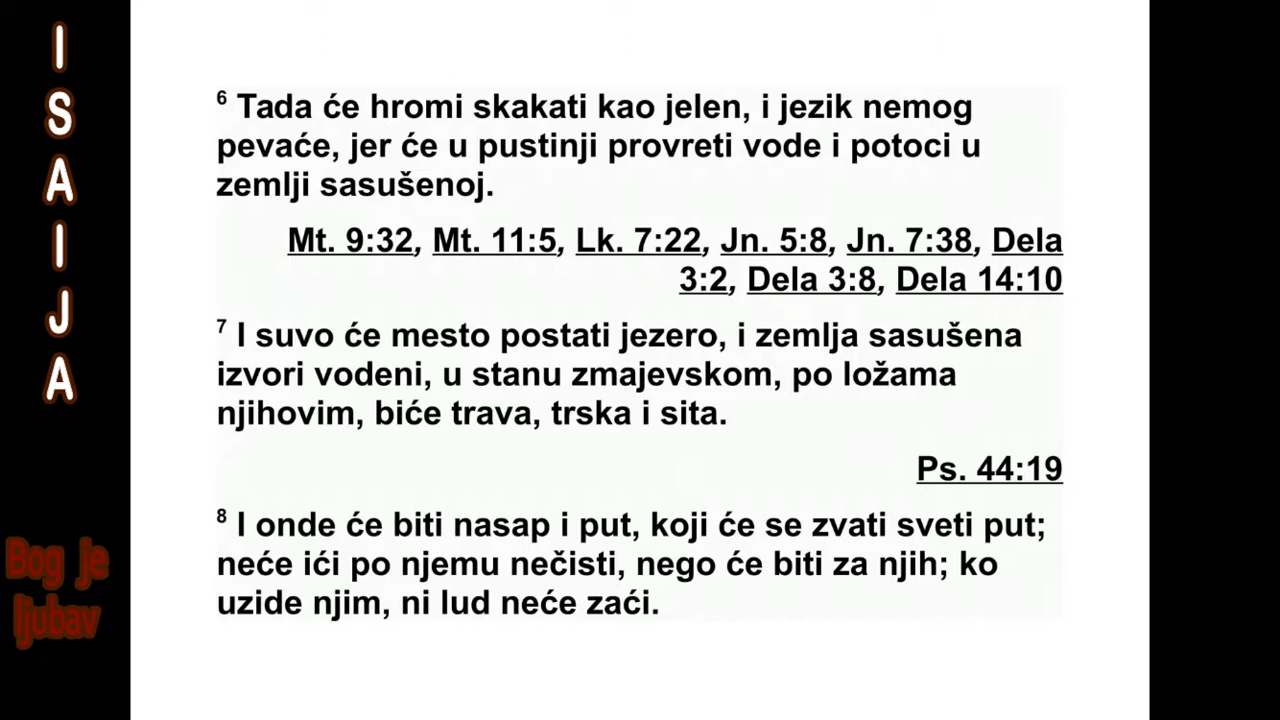 ISAIJA
Bog je
ljubav
6 Tada će hromi skakati kao jelen, i jezik nemog
pevaće, jer će u pustinji provreti vode i potoci u
zemlji sasušenoj.
Mt. 9:32, Mt. 11:5, Lk. 7:22, Jn. 5:8, Jn. 7:38, Dela
3:2, Dela 3:8, Dela 14:10
7 I suvo će mesto postati jezero, i zemlja sasušena
izvori vodeni, u stanu zmajevskom, po ložama
njihovim, biće trava, trska i sita.
Ps. 44:19
8 I onde će biti nasap i put, koji će se zvati sveti put;
neće ići po njemu nečisti, nego će biti za njih; ko
uzide njim, ni lud neće zaći.